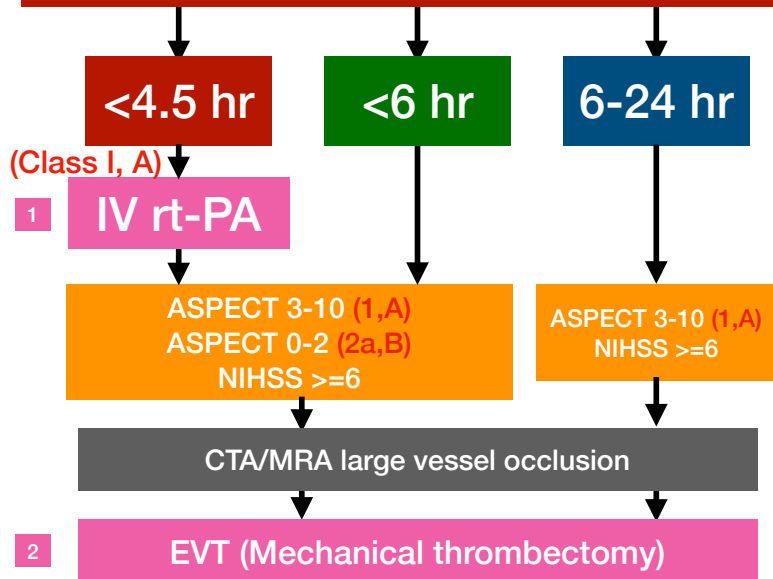 <4.5 hr
<6 hr
6-24 hr
(Class I, A)
1
IV rt-PA
ASPECT 3-10 (1,A)
ASPECT 0-2 (2a,B)
NIHSS >=6
ASPECT 3-10 (1,A)
NIHSS >=6
CTA/MRA large vessel occlusion
2
EVT (Mechanical thrombectomy)